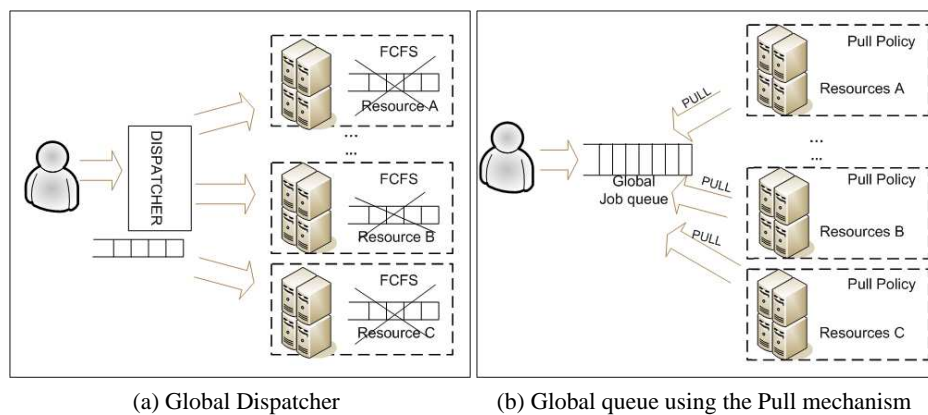 FCFS
Resource A
...
...
DISPATCHER
FCFS
Resource B
FCFS
Resource C
(a) Global Dispatcher
Pull Policy
Resources A
PULL
...
...
Global
Job queue
PULL
Pull Policy
Resources B
PULL
Pull Policy
Resources C
(b) Global queue using the Pull mechanism